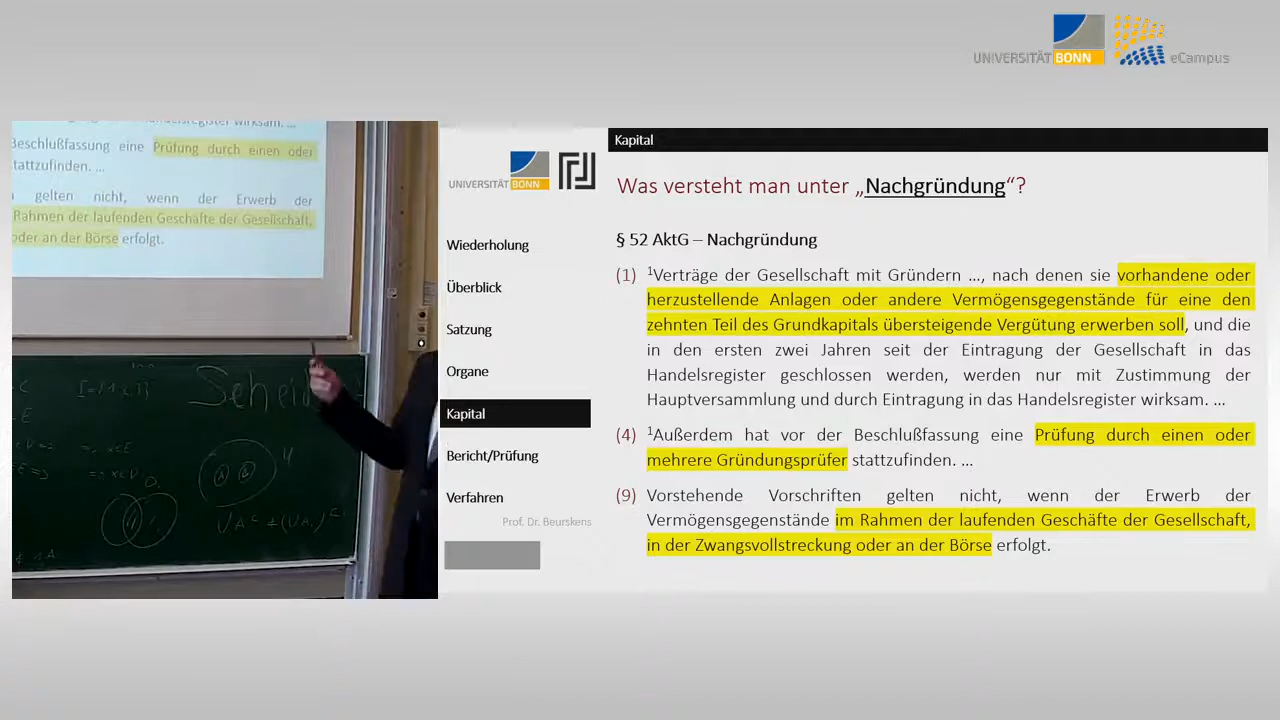 UNIVERSITÄT BONN
eCampus
Beschlußfassung eine Prüfung durch einen oder
stattzufinden. ...
gelten nicht, wenn der Erwerb der
Rahmen der laufenden Geschäfte der Gesellschaft,
oder an der Börse erfolgt.
UNIVERSITÄT BONN
Wiederholung
Überblick
Satzung
Organe
Kapital
Bericht/Prüfung
Verfahren
Prof. Dr. Beurskens
Kapital
Was versteht man unter „Nachgründung“?
§ 52 AktG – Nachgründung
(1) ¹Verträge der Gesellschaft mit Gründern …, nach denen sie vorhandene oder
herzustellende Anlagen oder andere Vermögensgegenstände für eine den
zehnten Teil des Grundkapitals übersteigende Vergütung erwerben soll, und die
in den ersten zwei Jahren seit der Eintragung der Gesellschaft in das
Handelsregister geschlossen werden, werden nur mit Zustimmung der
Hauptversammlung und durch Eintragung in das Handelsregister wirksam. …
(4) ¹Außerdem hat vor der Beschlußfassung eine Prüfung durch einen oder
mehrere Gründungsprüfer stattzufinden. …
(9) Vorstehende Vorschriften gelten nicht, wenn der Erwerb der
Vermögensgegenstände im Rahmen der laufenden Geschäfte der Gesellschaft,
in der Zwangsvollstreckung oder an der Börse erfolgt.